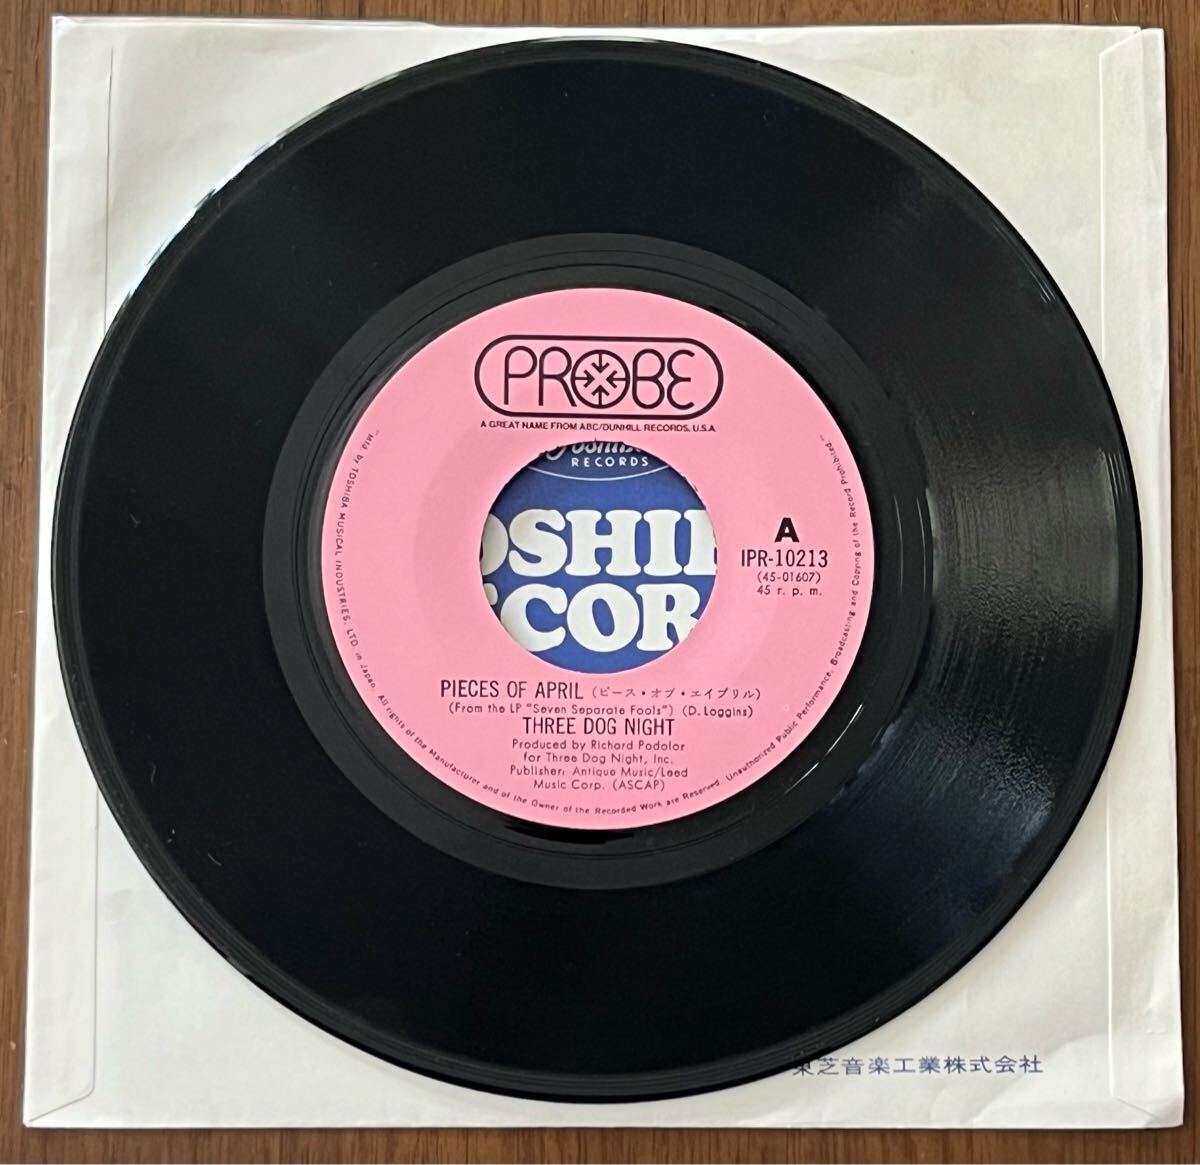 PROBE
A GREAT NAME FROM ABC/DUNHILL RECORDS, U.S.A.
RECORDS
OSHI
COR
A
IPR-10213
(45-01607)
45 r. p. m.
PIECES OF APRIL (ピース・オブ・エイプリル)
(From the LP "Seven Separate Fools") (D. Loggins)
THREE DOG NIGHT
Produced by Richard Podolor
for Three Dog Night, Inc.
Publisher: Antique Music/Leed
Music Corp. (ASCAP)
Mfd by TOSHIBA MUSICAL INDUSTRIES, LTD. in Japan. All rights of the Manufacturer and of the Owner of the Recorded Work are Reserved. Unauthorized Public Performance, Broadcasting and Copying of the Record Prohibited.
東芝音楽工業株式会社